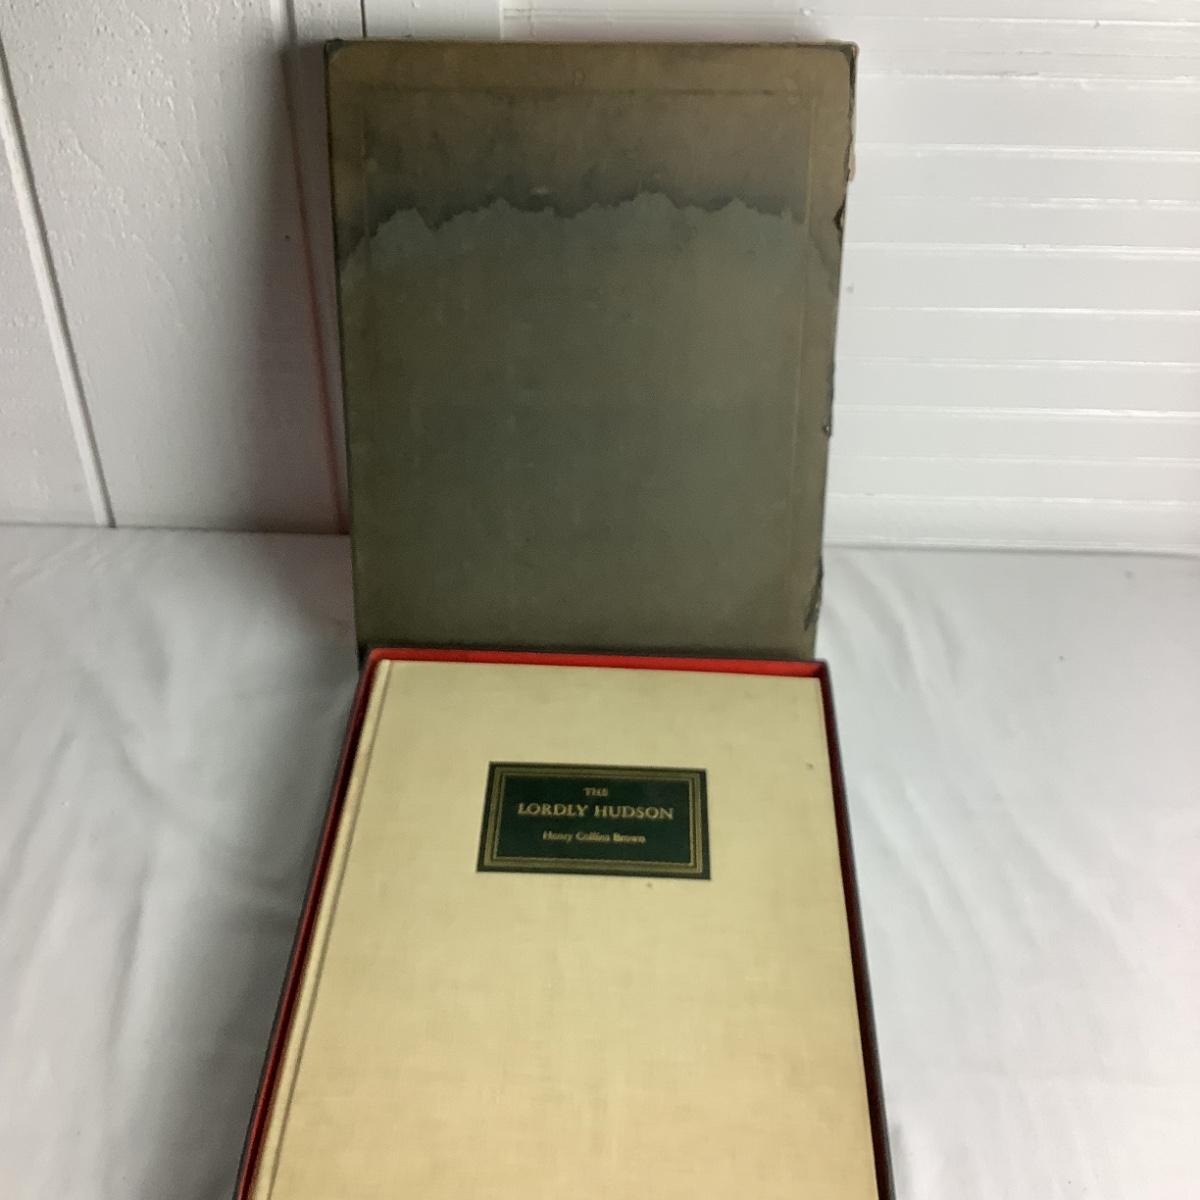 THE
LORDLY HUDSON
Henry Collins Brown